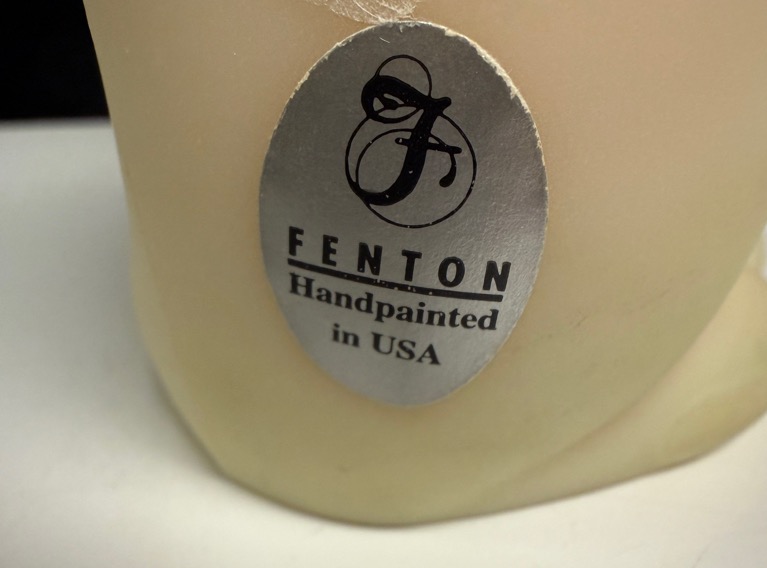 F
FENTON
Handpainted
in USA